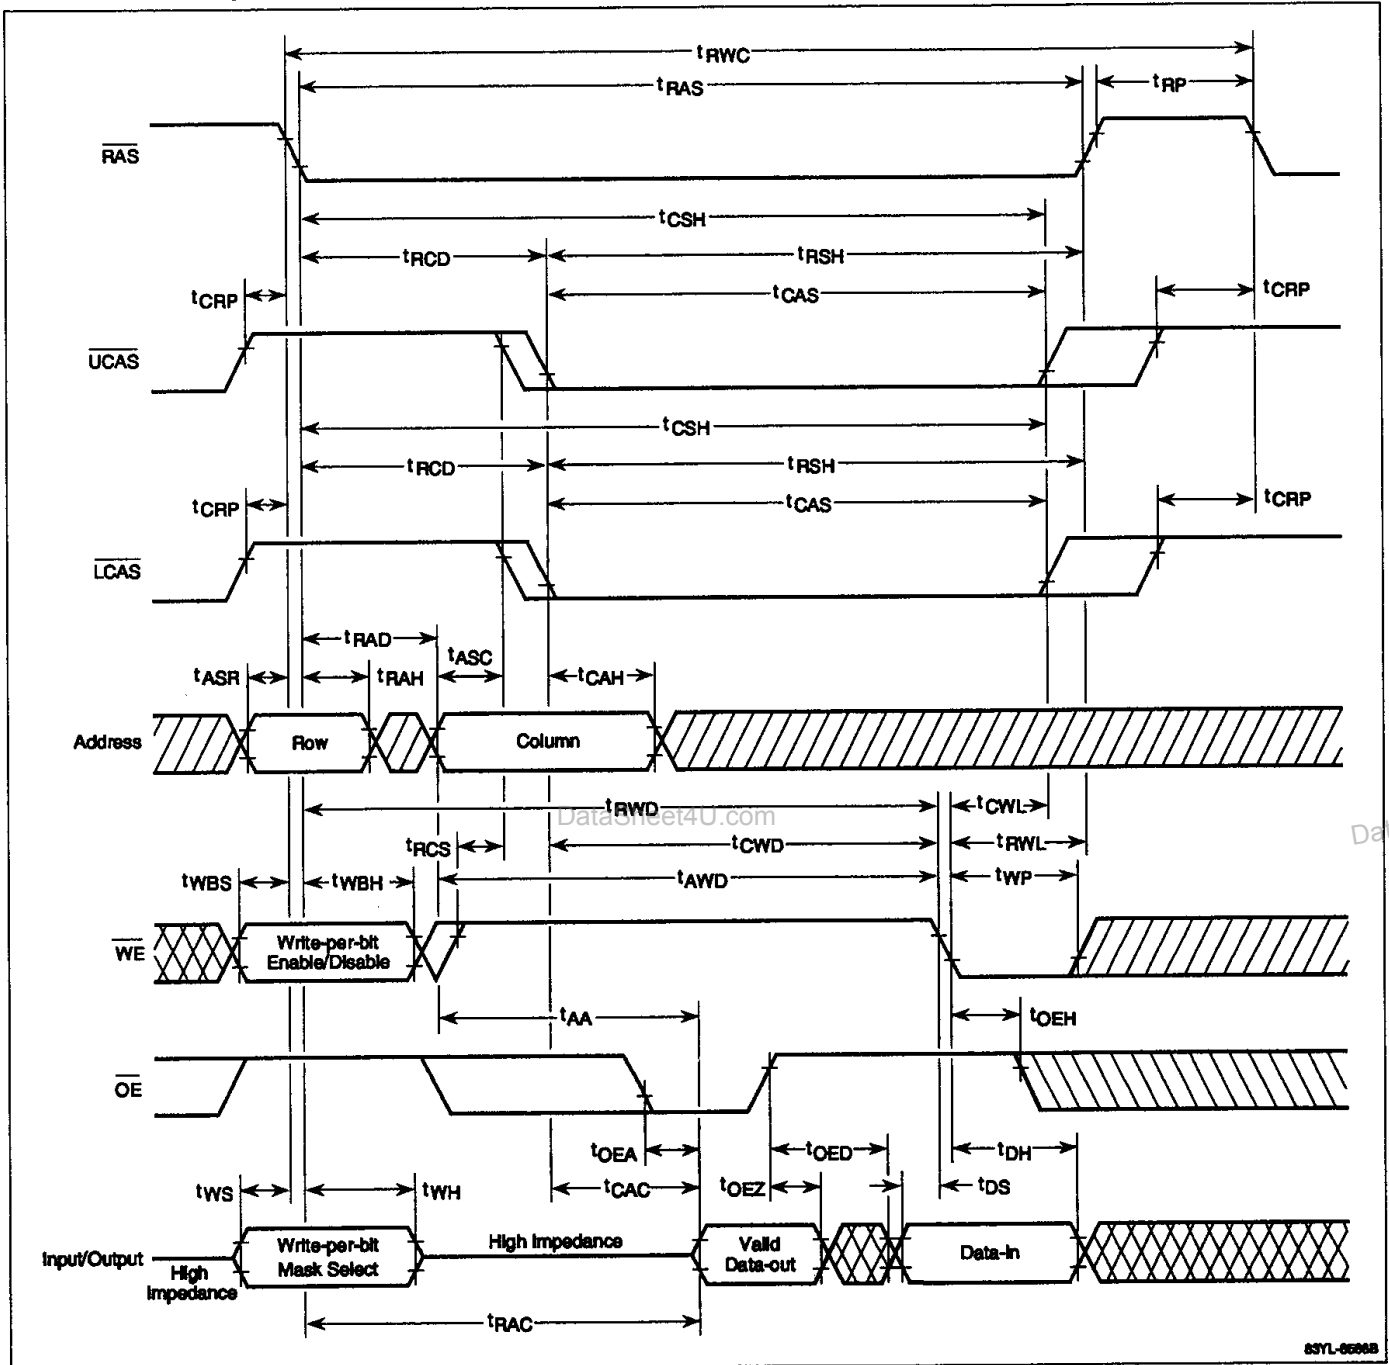 tRWC
tRAS
tRP
RAS
tCSH
tRCD
tRSH
tCRP
tCAS
tCRP
UCAS
tCSH
tRCD
tRSH
tCRP
tCAS
tCRP
LCAS
tRAD
tASC
tASR
tRAH
tCAH
Address
Row
Column
tRWD
tCWL
DataSheet4U.com
Dat
tRCS
tCWD
tRWL
tWBS
tWBH
tAWD
tWP
WE
Write-per-bit
Enable/Disable
tAA
tOEH
OE
tOEA
tOED
tDH
tWS
tWH
tCAC
tOEZ
tDS
Input/Output
High
Impedance
Write-per-bit
Mask Select
High Impedance
Valid
Data-out
Data-in
tRAC